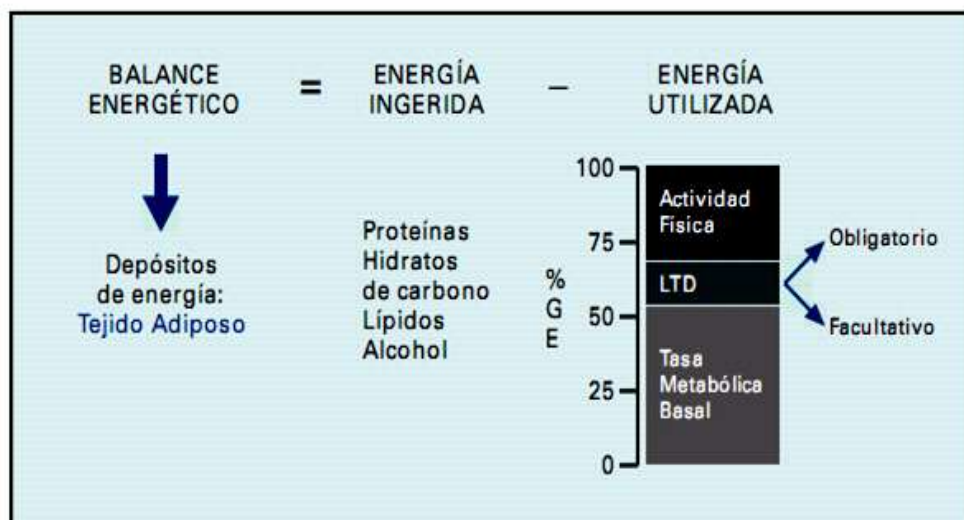 BALANCE
ENERGÉTICO
=
ENERGÍA
INGERIDA
–
ENERGÍA
UTILIZADA
Depósitos
de energía:
Tejido Adiposo
Proteínas
Hidratos
de carbono
Lípidos
Alcohol
%
G
E
100
75
50
25
0
Actividad
Física
LTD
Tasa
Metabólica
Basal
Obligatorio
Facultativo